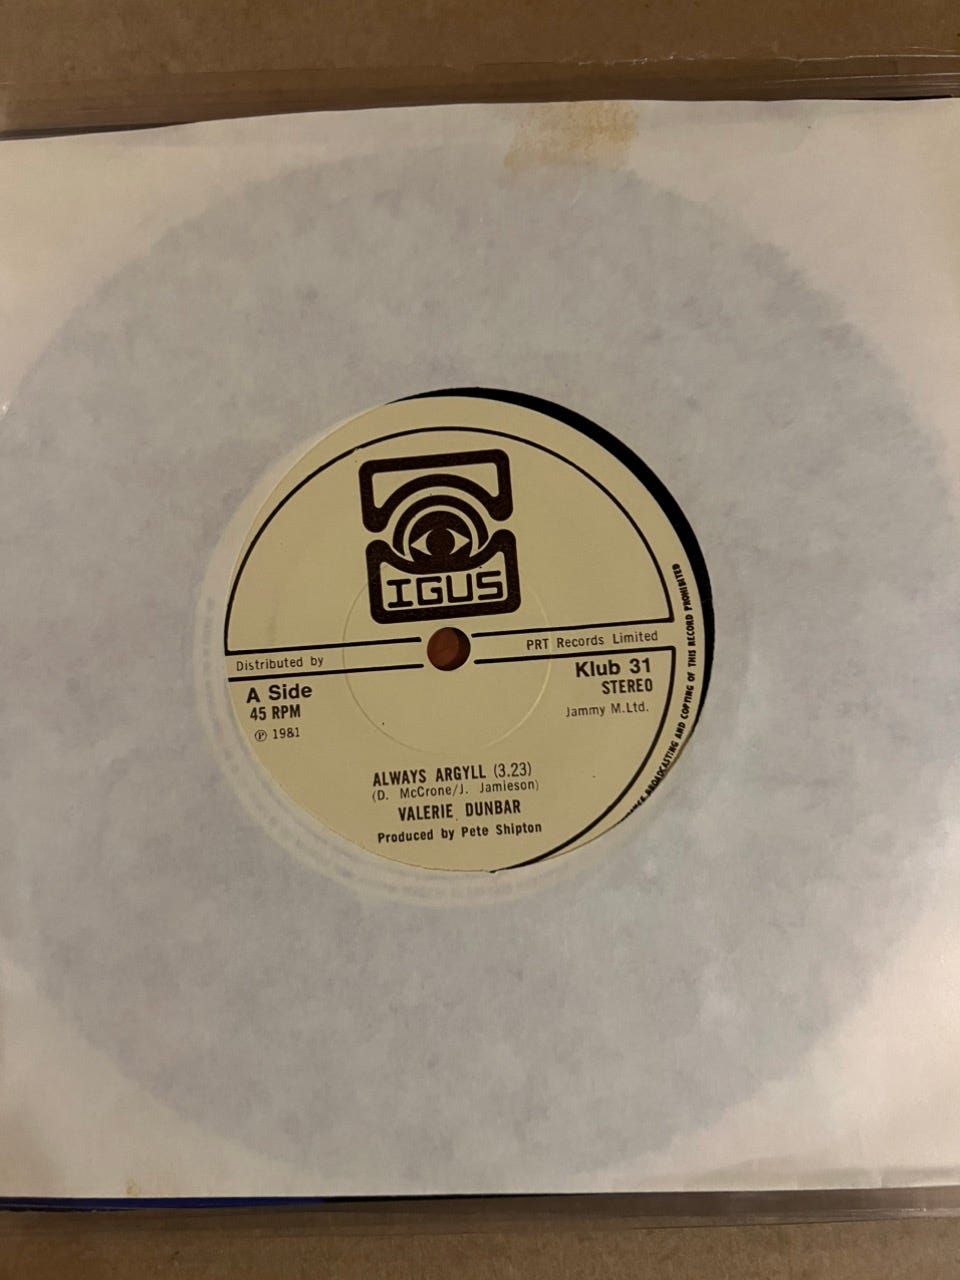 IGUS
Distributed by
PRT Records Limited
A Side
45 RPM
℗ 1981
Klub 31
STEREO
Jammy M.Ltd.
ALWAYS ARGYLL (3.23)
(D. McCrone/J. Jamieson)
VALERIE DUNBAR
Produced by Pete Shipton
BROADCASTING AND COPYING OF THIS RECORD PROHIBITED